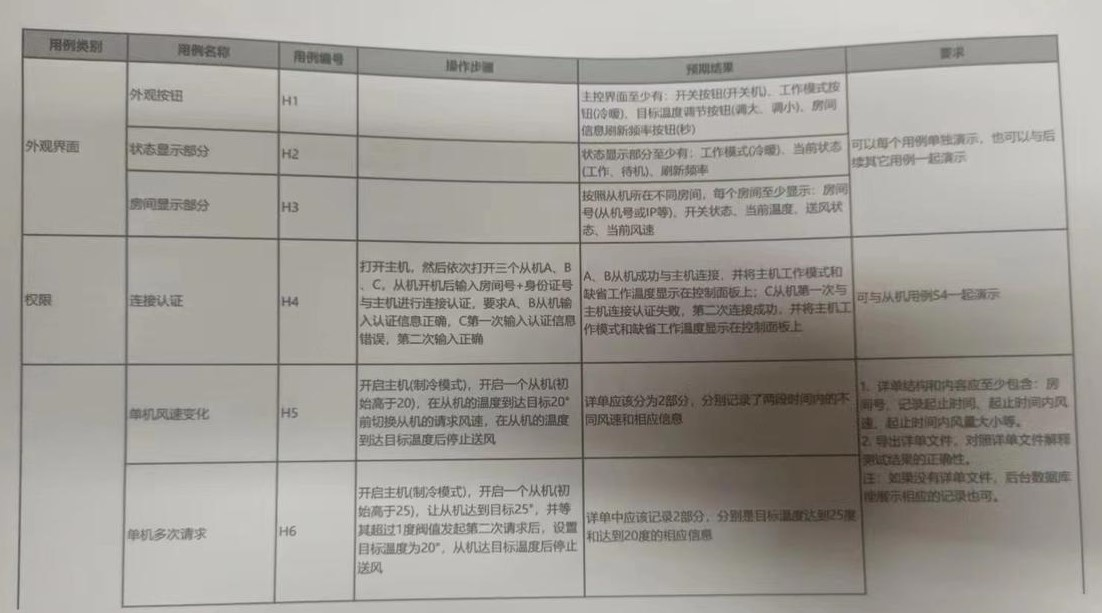 用例类别
用例名称
用例编号
操作步骤
预期结果
要求
外观界面
外观按钮
H1
主控界面至少有：开关按钮(开关机)、工作模式按
钮(冷暖)、目标温度调节按钮(调大、调小)、房间
信息刷新频率按钮(秒)
可以每个用例单独演示，也可以与后
续其它用例一起演示
状态显示部分
H2
状态显示部分至少有：工作模式(冷暖)、当前状态
(工作、待机)、刷新频率
房间显示部分
H3
按照从机所在不同房间，每个房间至少显示：房间
号(从机号或IP等)、开关状态、当前温度、送风状
态、当前风速
权限
连接认证
H4
打开主机，然后依次打开三个从机A、B
、C，从机开机后输入房间号+身份证号
与主机进行连接认证，要求A、B从机输
入认证信息正确，C第一次输入认证信息
错误，第二次输入正确
A、B从机成功与主机连接，并将主机工作模式和
缺省工作温度显示在控制面板上；C从机第一次与
主机连接认证失败，第二次连接成功，并将主机工
作模式和缺省工作温度显示在控制面板上
可与从机用例S4一起演示
单机风速变化
H5
开启主机(制冷模式)，开启一个从机(初
始高于20)，在从机的温度到达目标20°
前切换从机的请求风速，在从机的温度
到达目标温度后停止送风
详单应该分为2部分，分别记录了两段时间内的不
同风速和相应信息
1. 详单结构和内容应至少包含：房
间号、记录起止时间、起止时间内风
速、起止时间内风量大小等。
2. 导出详单文件，对照详单文件解释
测试结果的正确性。
注：如果没有详单文件，后台数据库
能展示相应的记录也可。
单机多次请求
H6
开启主机(制冷模式)，开启一个从机(初
始高于25)，让从机达到目标25°，并等
其超过1度阀值发起第二次请求后，设置
目标温度为20°，从机达目标温度后停止
送风
详单中应该记录2部分，分别是目标温度达到25度
和达到20度的相应信息